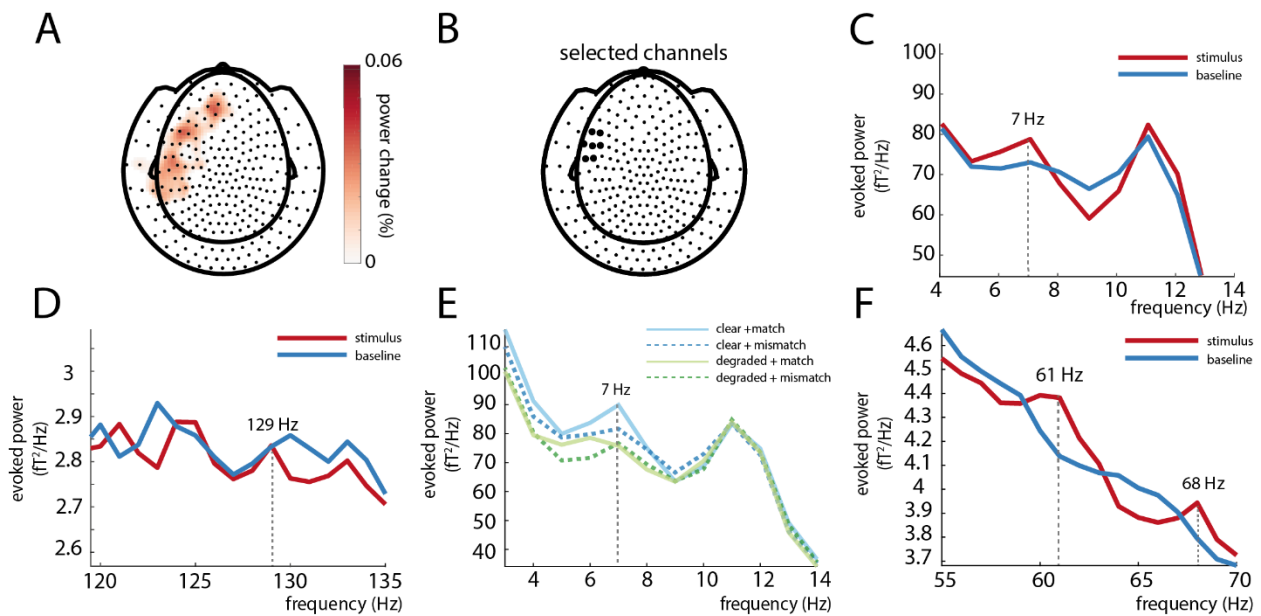 A
0.06
power change (%)
0
B
selected channels
C
stimulus
baseline
7 Hz
100
90
80
70
60
50
evoked power
(fT²/Hz)
4
6
8
10
12
14
frequency (Hz)
D
stimulus
baseline
129 Hz
3
2.9
2.8
2.7
2.6
evoked power
(fT²/Hz)
120
125
130
135
frequency (Hz)
E
clear +match
clear + mismatch
degraded + match
degraded + mismatch
7 Hz
110
100
90
80
70
60
50
40
evoked power
(fT²/Hz)
4
6
8
10
12
14
frequency (Hz)
F
stimulus
baseline
61 Hz
68 Hz
4.6
4.5
4.4
4.3
4.2
4.1
4
3.9
3.8
3.7
evoked power
(fT²/Hz)
55
60
65
70
frequency (Hz)